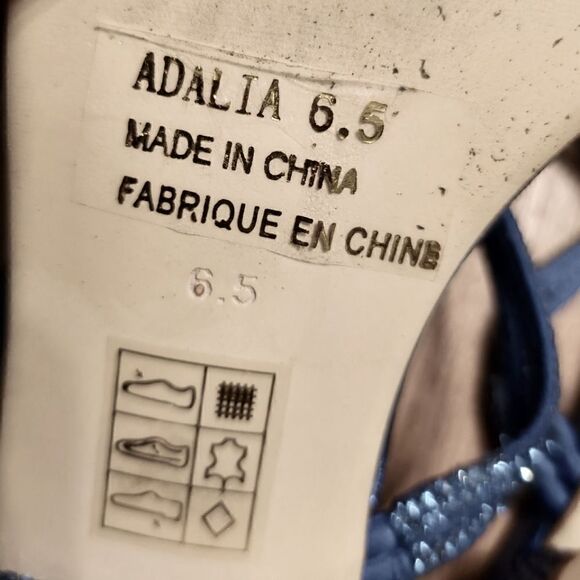 ADALIA 6.5
MADE IN CHINA
FABRIQUE EN CHINE
6.5